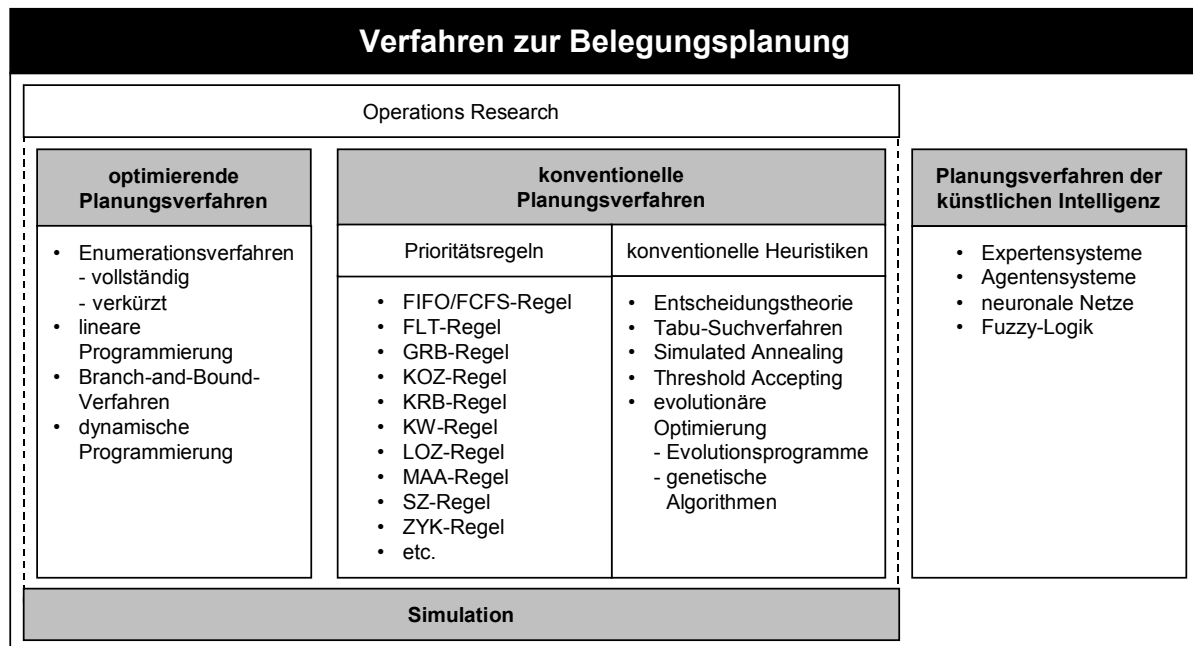 Verfahren zur Belegungsplanung
Operations Research
optimierende
Planungsverfahren
• Enumerationsverfahren
- vollständig
- verkürzt
• lineare
Programmierung
• Branch-and-Bound-
Verfahren
• dynamische
Programmierung
konventionelle
Planungsverfahren
Prioritätsregeln
• FIFO/FCFS-Regel
• FLT-Regel
• GRB-Regel
• KOZ-Regel
• KRB-Regel
• KW-Regel
• LOZ-Regel
• MAA-Regel
• SZ-Regel
• ZYK-Regel
• etc.
konventionelle Heuristiken
• Entscheidungstheorie
• Tabu-Suchverfahren
• Simulated Annealing
• Threshold Accepting
• evolutionäre
Optimierung
- Evolutionsprogramme
- genetische
Algorithmen
Planungsverfahren der
künstlichen Intelligenz
• Expertensysteme
• Agentensysteme
• neuronale Netze
• Fuzzy-Logik
Simulation